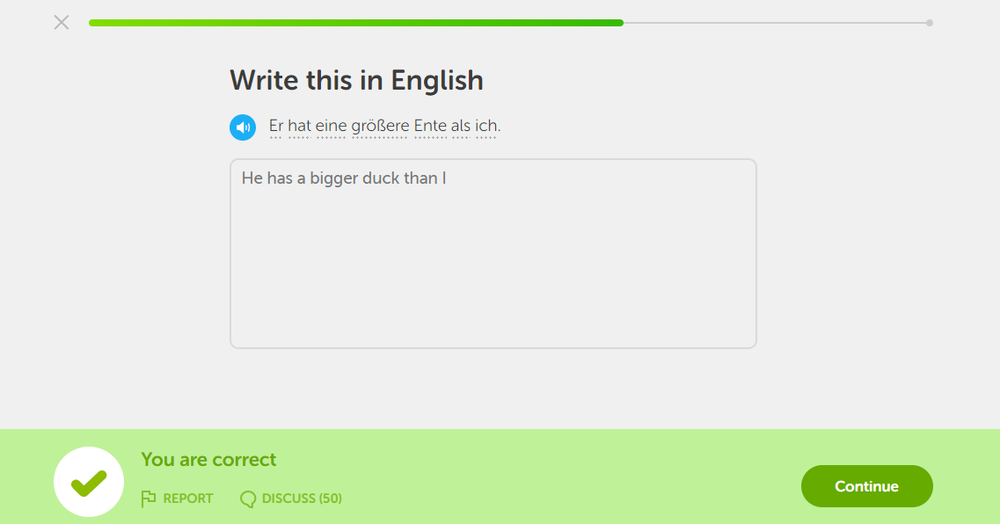 Write this in English
Er hat eine größere Ente als ich.
He has a bigger duck than I
You are correct
REPORT
DISCUSS (50)
Continue